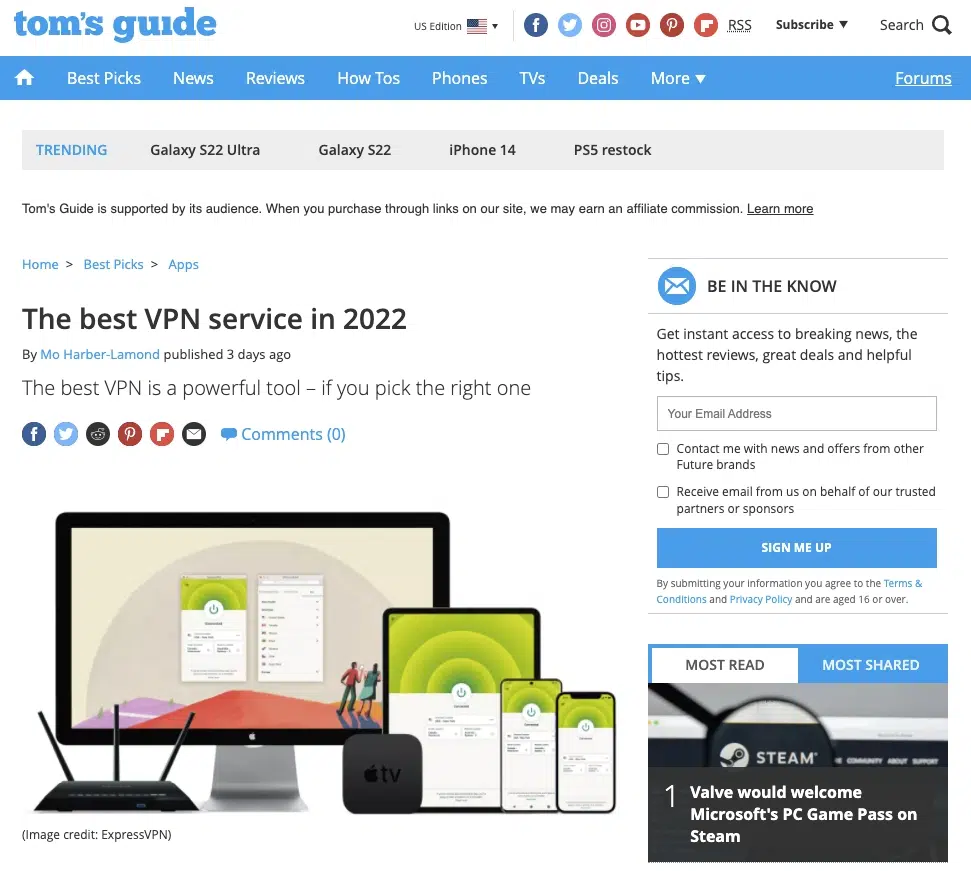 tom's guide
US Edition
RSS
Subscribe
Search
Best Picks
News
Reviews
How Tos
Phones
TVs
Deals
More
Forums
TRENDING
Galaxy S22 Ultra
Galaxy S22
iPhone 14
PS5 restock
Tom's Guide is supported by its audience. When you purchase through links on our site, we may earn an affiliate commission. Learn more
Home > Best Picks > Apps
The best VPN service in 2022
By Mo Harber-Lamond published 3 days ago
The best VPN is a powerful tool – if you pick the right one
Comments (0)
tv
(Image credit: ExpressVPN)
BE IN THE KNOW
Get instant access to breaking news, the
hottest reviews, great deals and helpful
tips.
Your Email Address
Contact me with news and offers from other
Future brands
Receive email from us on behalf of our trusted
partners or sponsors
SIGN ME UP
By submitting your information you agree to the Terms &
Conditions and Privacy Policy and are aged 16 or over.
MOST READ
MOST SHARED
STEAM
COMMUNITY ABOUT SUPPORT
1 Valve would welcome
Microsoft's PC Game Pass on
Steam